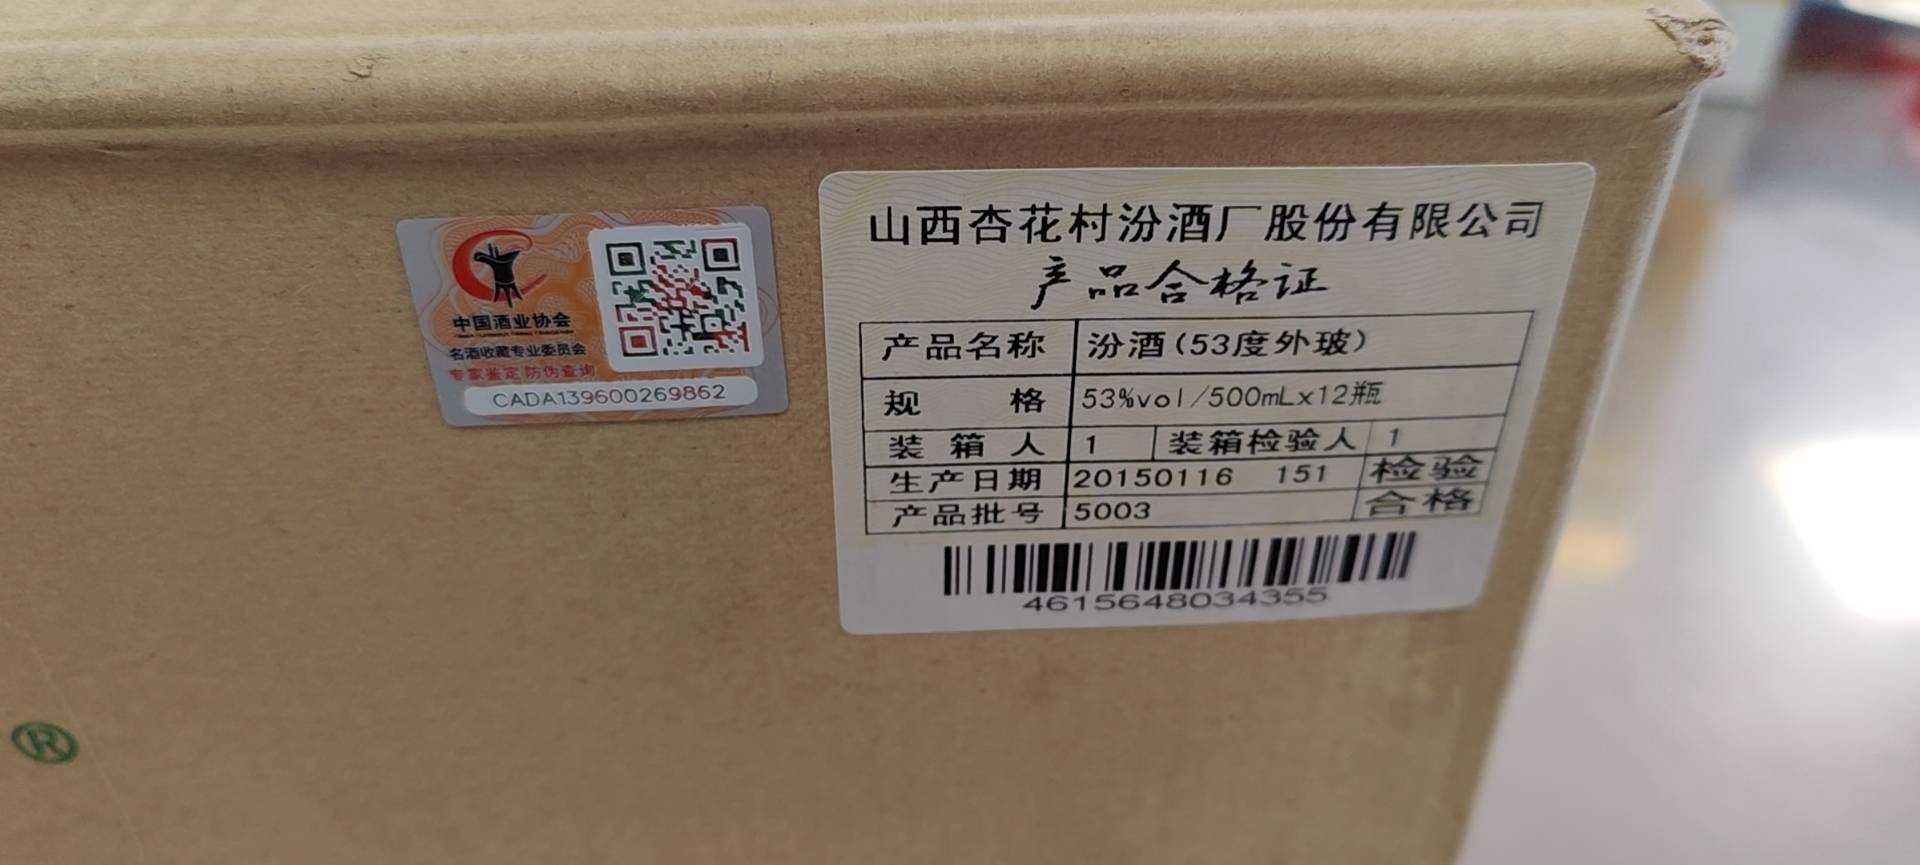 中国酒业协会
名酒收藏专业委员会
专家鉴定 防伪查询
CADA139600269862
山西杏花村汾酒厂股份有限公司
产品合格证
产品名称 汾酒(53度外玻)
规 格 53%vol/500mLx12瓶
装箱人 1 装箱检验人 1
生产日期 20150116 151 检验
产品批号 5003 合格
4615648034355
®